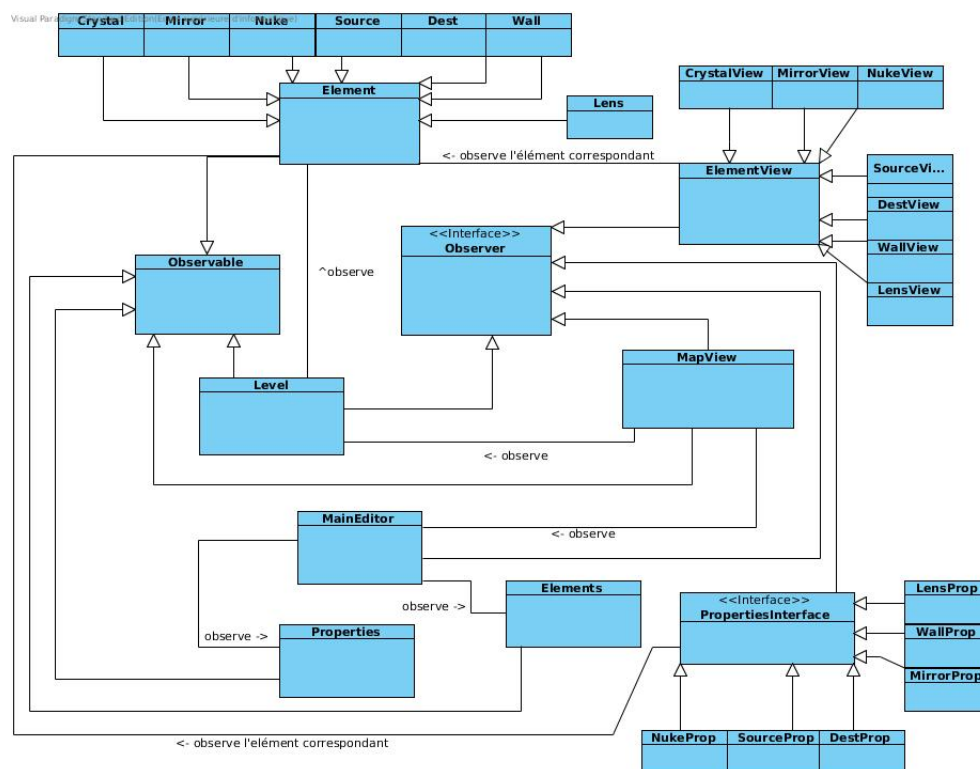 Crystal Mirror Nuke Source Dest Wall
Element
Lens
CrystalView MirrorView NukeView
<- observe l'élément correspondant
ElementView
SourceVi...
DestView
WallView
LensView
<<Interface>>
Observer
Observable
^observe
MapView
Level
<- observe
MainEditor
<- observe
Elements
observe ->
observe ->
Properties
<<Interface>>
PropertiesInterface
LensProp
WallProp
MirrorProp
NukeProp SourceProp DestProp
<- observe l'elément correspondant